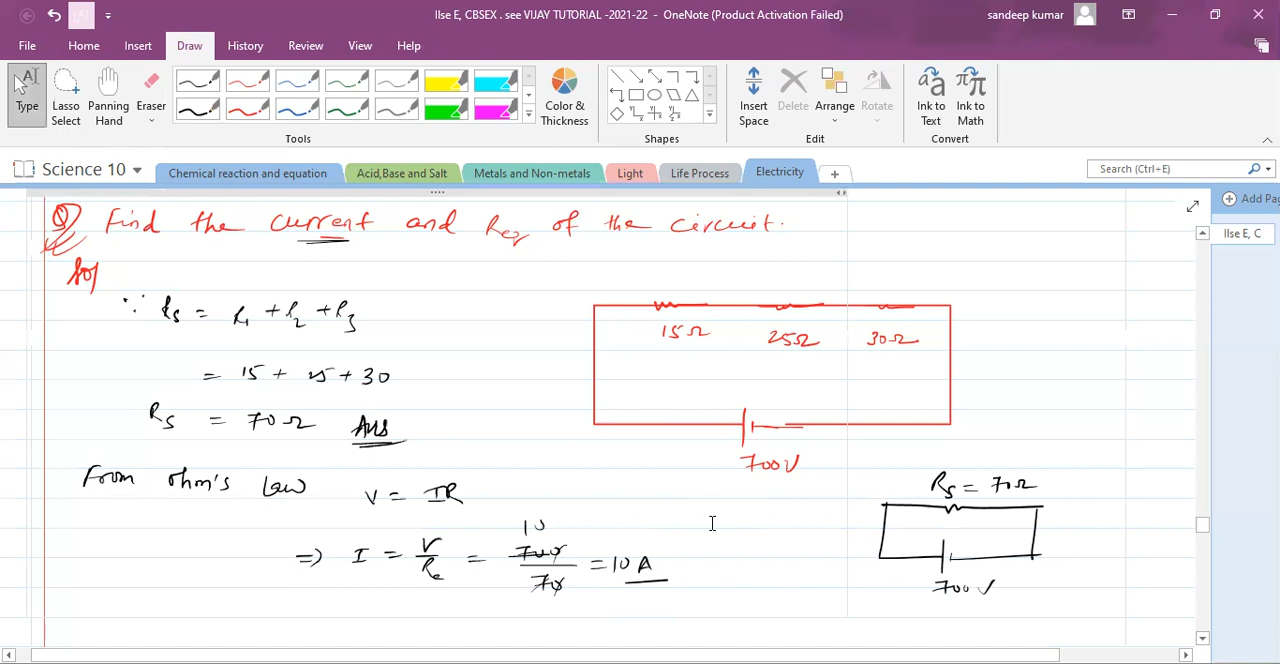 Ilse E, CBSEX . see VIJAY TUTORIAL -2021-22 - OneNote (Product Activation Failed)
sandeep kumar
File Home Insert Draw History Review View Help
Type
Lasso Select
Panning Hand
Eraser
Color & Thickness
Insert Space
Delete
Arrange
Rotate
Ink to Text
Ink to Math
Tools
Shapes
Edit
Convert
Science 10
Chemical reaction and equation
Acid,Base and Salt
Metals and Non-metals
Light
Life Process
Electricity
Search (Ctrl+E)
Add Pag
Ilse E, C
Q Find the current and Req of the circuit.
Sol
∵ Rs = R1 + R2 + R3
= 15 + 25 + 30
Rs = 70Ω Ans
15Ω 25Ω 30Ω
700V
From ohm's Law V = IR
Rs = 70Ω
700V
10
⇒ I = V/Re = 700/70 = 10 A